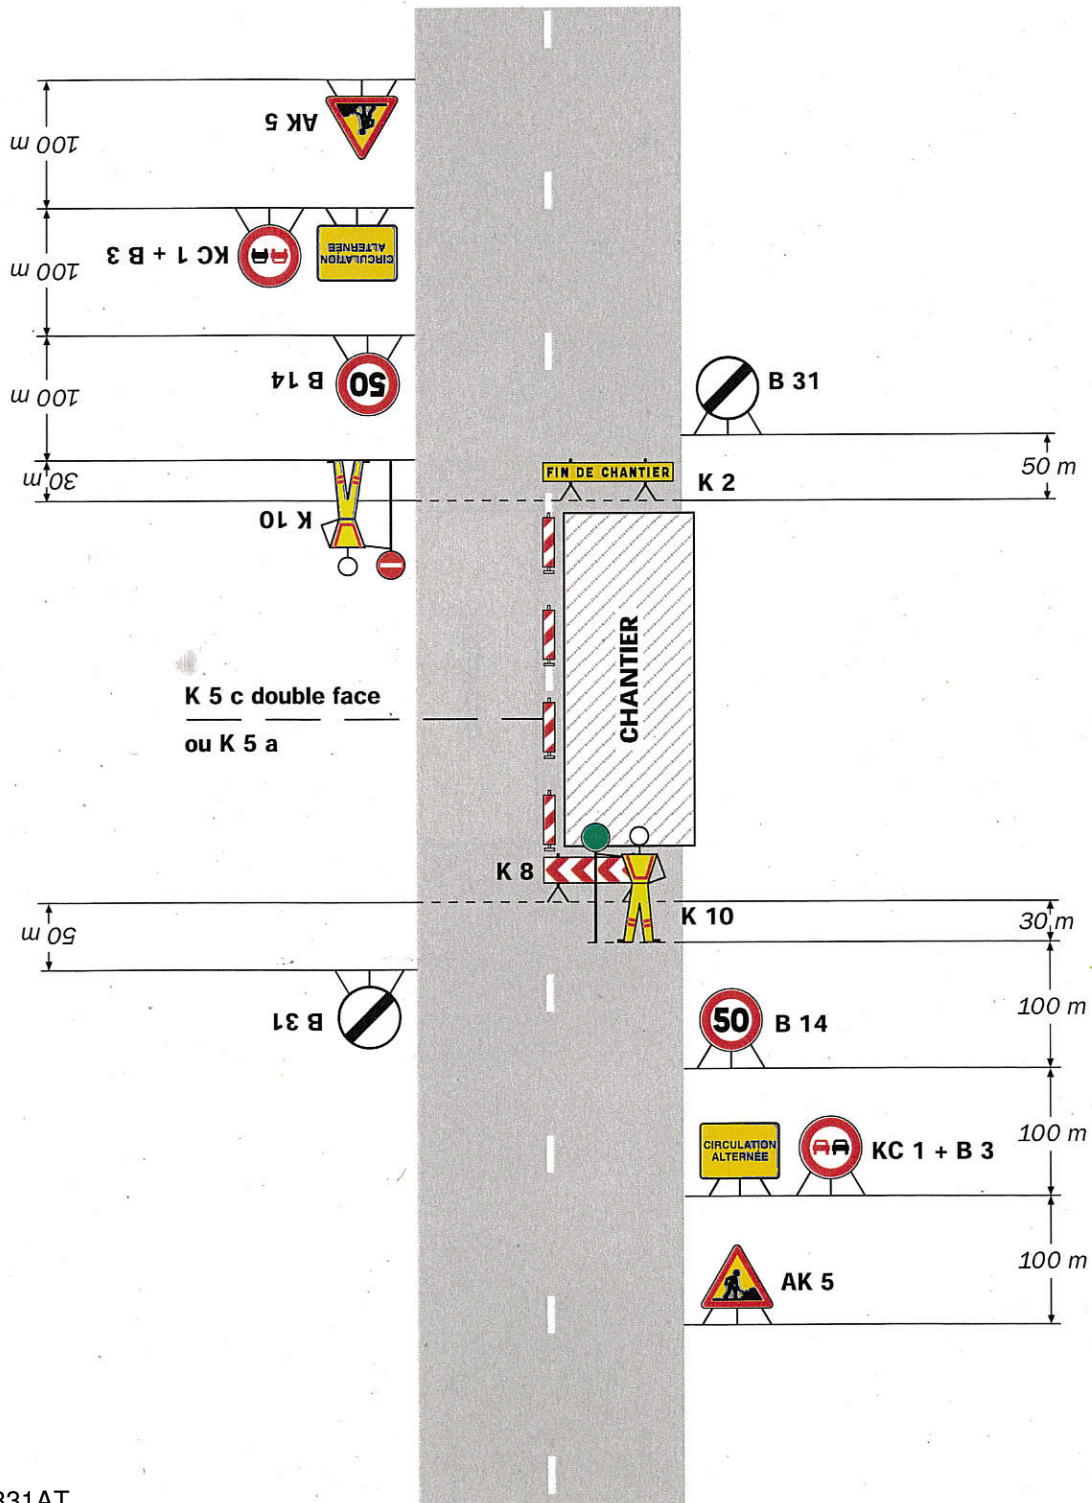 AK 5
100 m
KC 1 + B 3
CIRCULATION
ALTERNÉE
100 m
B 14
50
100 m
B 31
50 m
FIN DE CHANTIER
K 2
30 m
K 10
CHANTIER
K 5 c double face
ou K 5 a
K 8
K 10
30 m
50 m
B 31
50
B 14
100 m
CIRCULATION
ALTERNÉE
KC 1 + B 3
100 m
AK 5
100 m
331AT